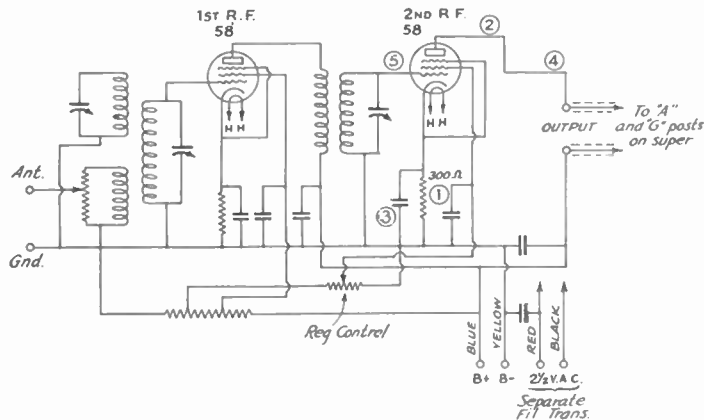 1ST R.F.
58
2ND R F.
58
2
4
5
H H
H H
OUTPUT
To "A"
and "G" posts
on super
Ant.
300 Ω
1
3
Gnd.
Reg Control
BLUE
YELLOW
RED
BLACK
B+ B- 2½ V.A.C.
Separate
Fil Trans.